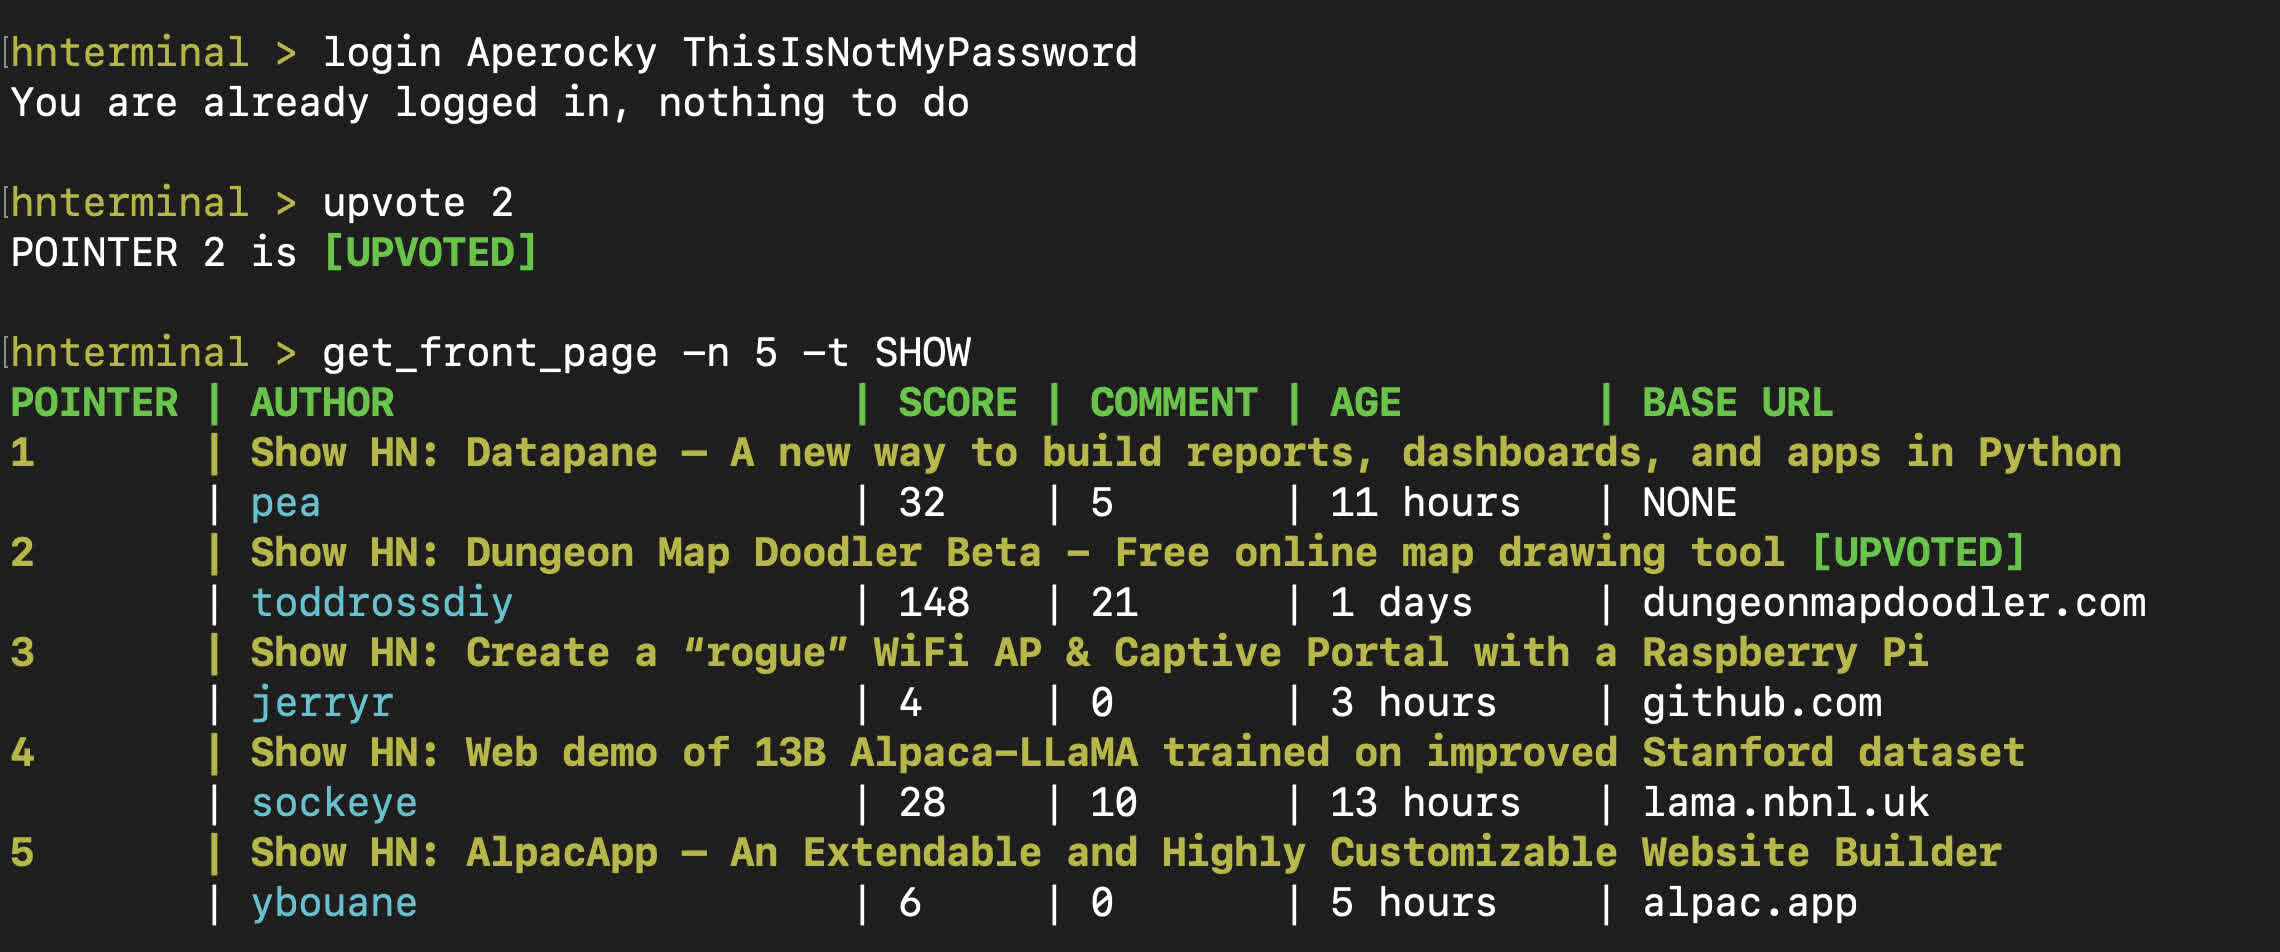 hnterminal > login Aperocky ThisIsNotMyPassword
You are already logged in, nothing to do
hnterminal > upvote 2
POINTER 2 is [UPVOTED]
hnterminal > get_front_page –n 5 –t SHOW
POINTER | AUTHOR | SCORE | COMMENT | AGE | BASE URL
1 | Show HN: Datapane – A new way to build reports, dashboards, and apps in Python
| pea | 32 | 5 | 11 hours | NONE
2 | Show HN: Dungeon Map Doodler Beta – Free online map drawing tool [UPVOTED]
| toddrossdiy | 148 | 21 | 1 days | dungeonmapdoodler.com
3 | Show HN: Create a “rogue” WiFi AP & Captive Portal with a Raspberry Pi
| jerryr | 4 | 0 | 3 hours | github.com
4 | Show HN: Web demo of 13B Alpaca–LLaMA trained on improved Stanford dataset
| sockeye | 28 | 10 | 13 hours | lama.nbnl.uk
5 | Show HN: AlpacApp – An Extendable and Highly Customizable Website Builder
| ybouane | 6 | 0 | 5 hours | alpac.app